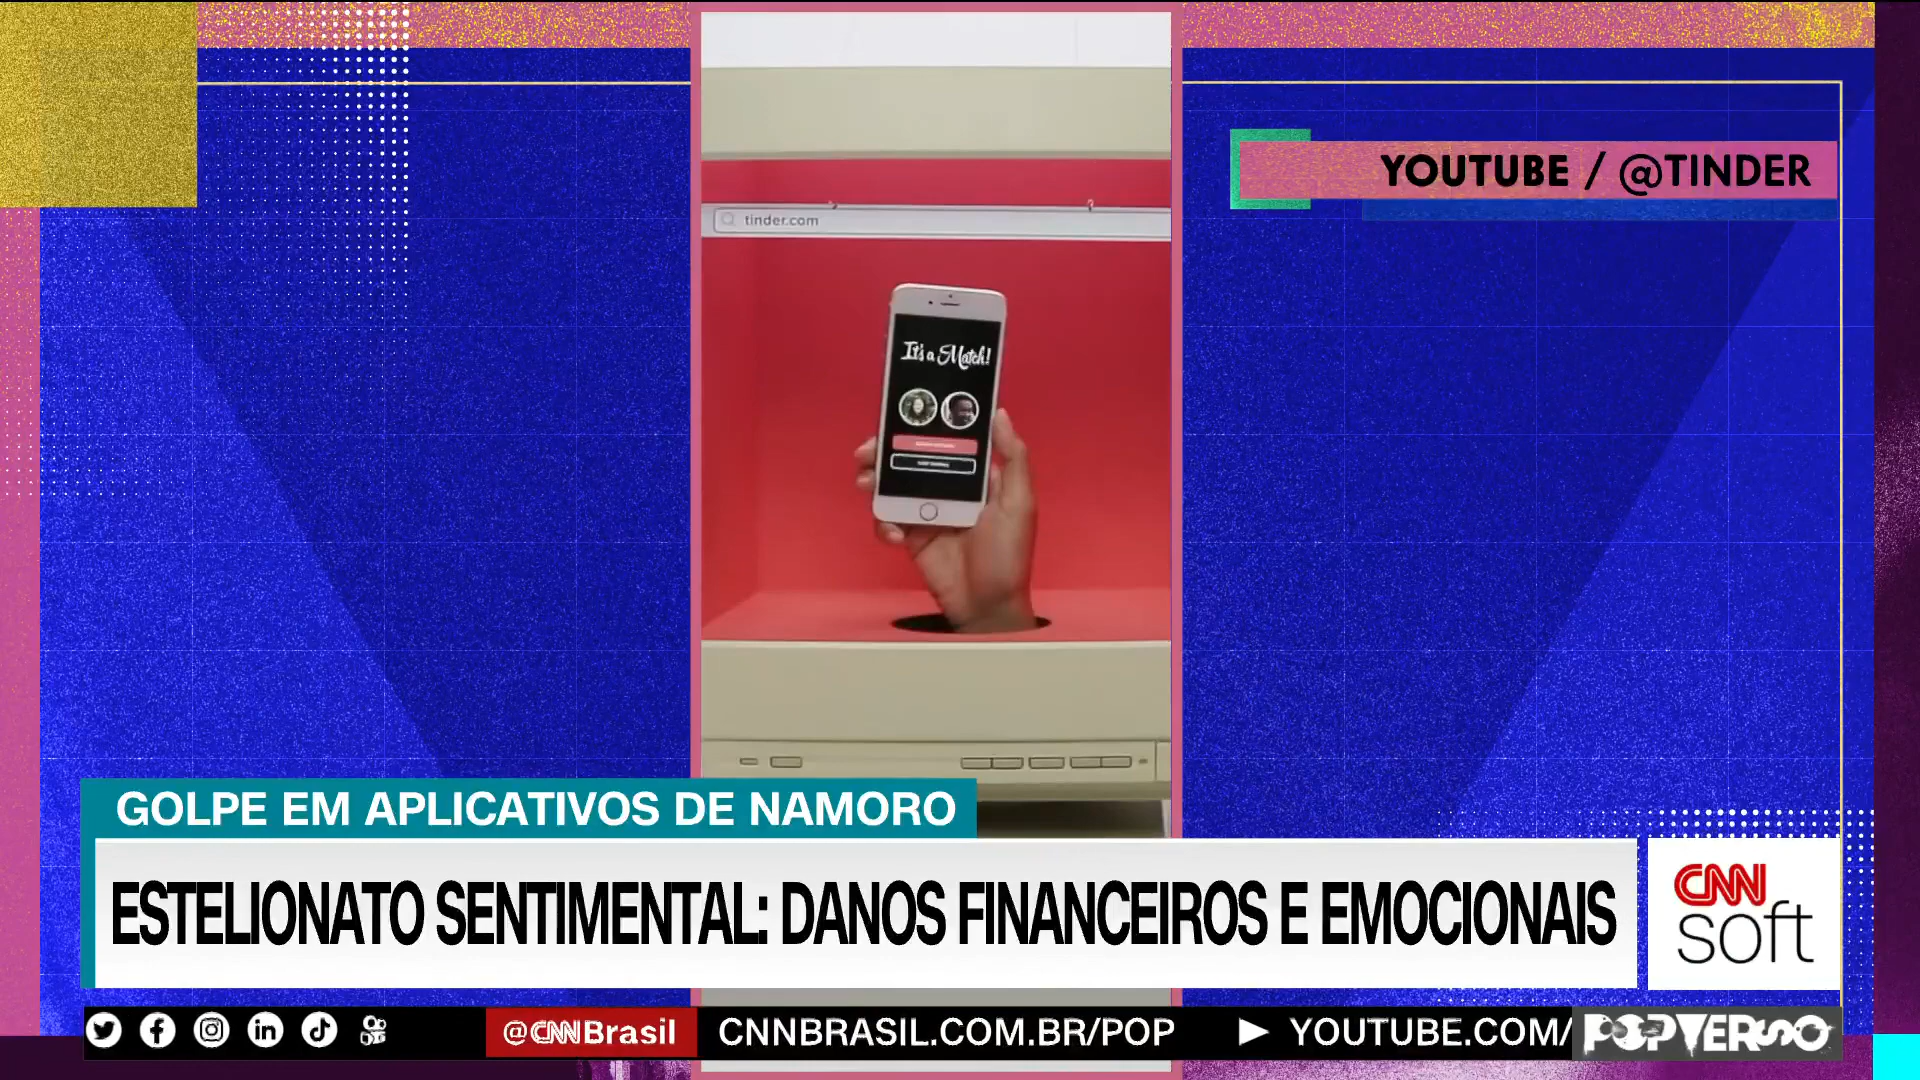 YOUTUBE / @TINDER
tinder.com
It's a Match!
GOLPE EM APLICATIVOS DE NAMORO
ESTELIONATO SENTIMENTAL: DANOS FINANCEIROS E EMOCIONAIS
CNN
soft
@CNNBrasil
CNNBRASIL.COM.BR/POP
YOUTUBE.COM/
POPVERSO